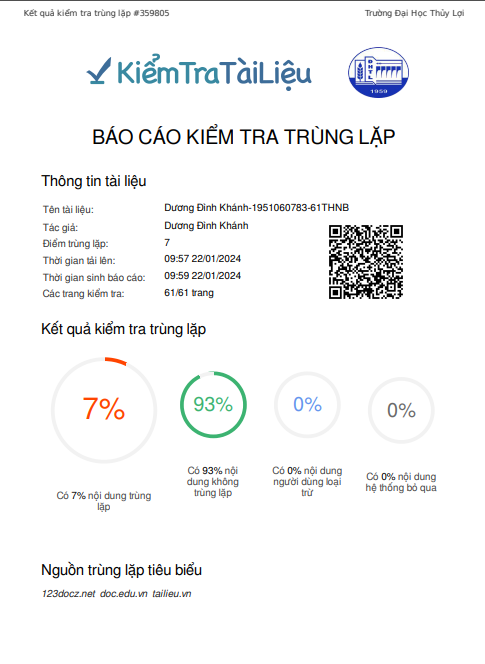 Kết quả kiểm tra trùng lặp #359805
Trường Đại Học Thủy Lợi
KiểmTraTàiLiệu
ĐHTL
1959
BÁO CÁO KIỂM TRA TRÙNG LẶP
Thông tin tài liệu
Tên tài liệu: Dương Đình Khánh-1951060783-61THNB
Tác giả: Dương Đình Khánh
Điểm trùng lặp: 7
Thời gian tải lên: 09:57 22/01/2024
Thời gian sinh báo cáo: 09:59 22/01/2024
Các trang kiểm tra: 61/61 trang
Kết quả kiểm tra trùng lặp
7%
93%
0%
0%
Có 7% nội dung trùng
lặp
Có 93% nội
dung không
trùng lặp
Có 0% nội dung
người dùng loại
trừ
Có 0% nội dung
hệ thống bỏ qua
Nguồn trùng lặp tiêu biểu
123docz.net doc.edu.vn tailieu.vn